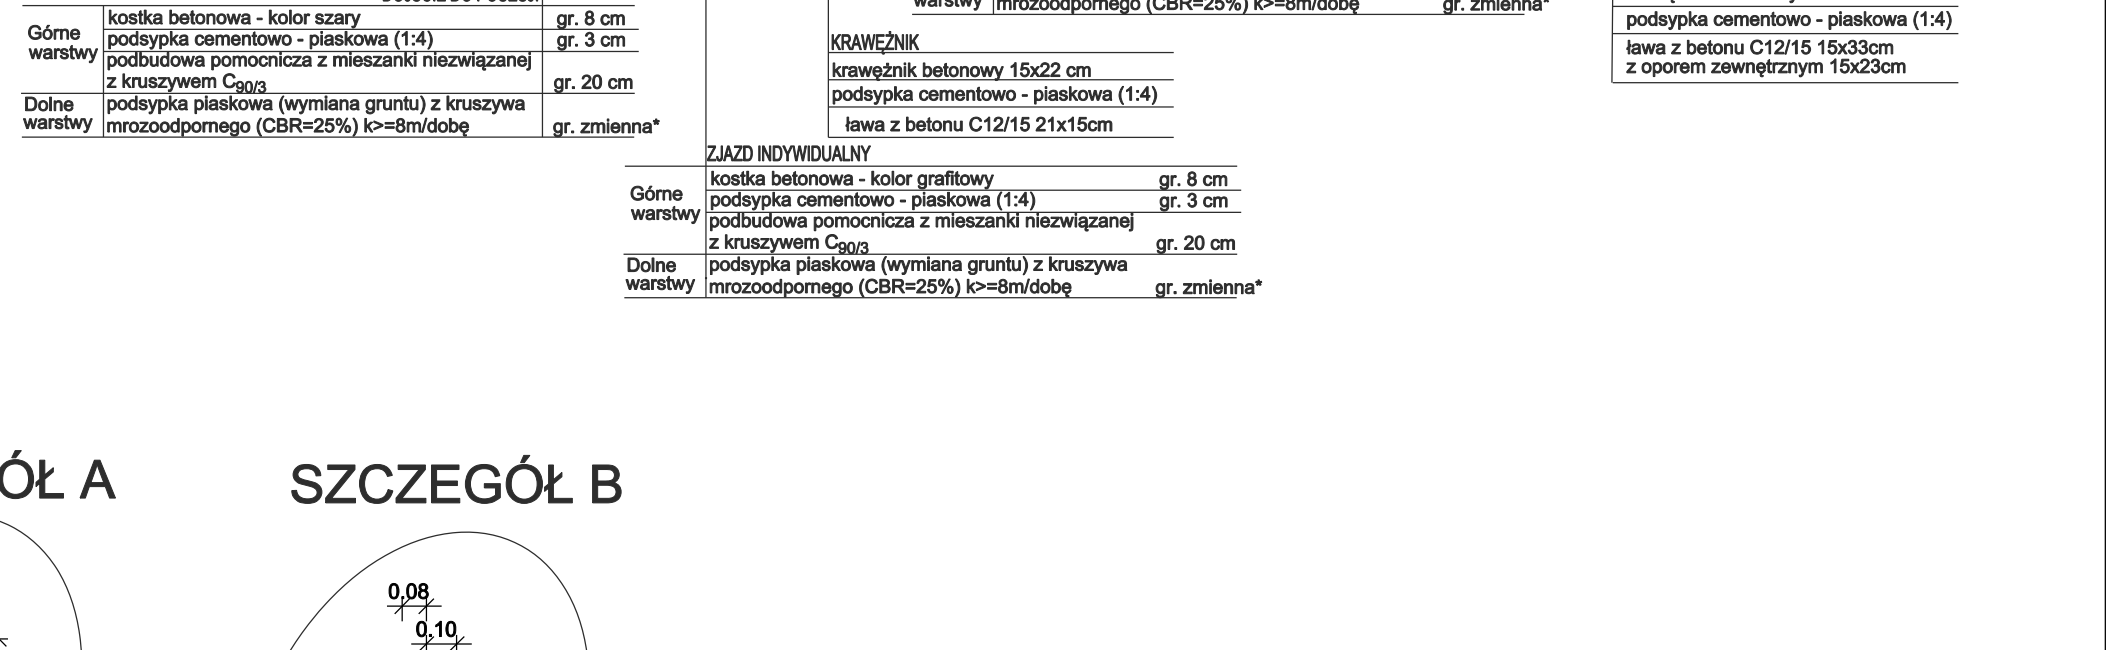 Górne warstwy
kostka betonowa - kolor szary gr. 8 cm
podsypka cementowo - piaskowa (1:4) gr. 3 cm
podbudowa pomocnicza z mieszanki niezwiązanej
z kruszywem C90/3 gr. 20 cm
Dolne warstwy
podsypka piaskowa (wymiana gruntu) z kruszywa
mrozoodpornego (CBR=25%) k>=8m/dobę gr. zmienna*
warstwy mrozoodpornego (CBR=25%) k>=8m/dobę gr. zmienna*
KRAWĘŻNIK
krawężnik betonowy 15x22 cm
podsypka cementowo - piaskowa (1:4)
ława z betonu C12/15 21x15cm
podsypka cementowo - piaskowa (1:4)
ława z betonu C12/15 15x33cm
z oporem zewnętrznym 15x23cm
ZJAZD INDYWIDUALNY
Górne warstwy
kostka betonowa - kolor grafitowy gr. 8 cm
podsypka cementowo - piaskowa (1:4) gr. 3 cm
podbudowa pomocnicza z mieszanki niezwiązanej
z kruszywem C90/3 gr. 20 cm
Dolne warstwy
podsypka piaskowa (wymiana gruntu) z kruszywa
mrozoodpornego (CBR=25%) k>=8m/dobę gr. zmienna*
ÓŁ A
SZCZEGÓŁ B
0.08
0.10